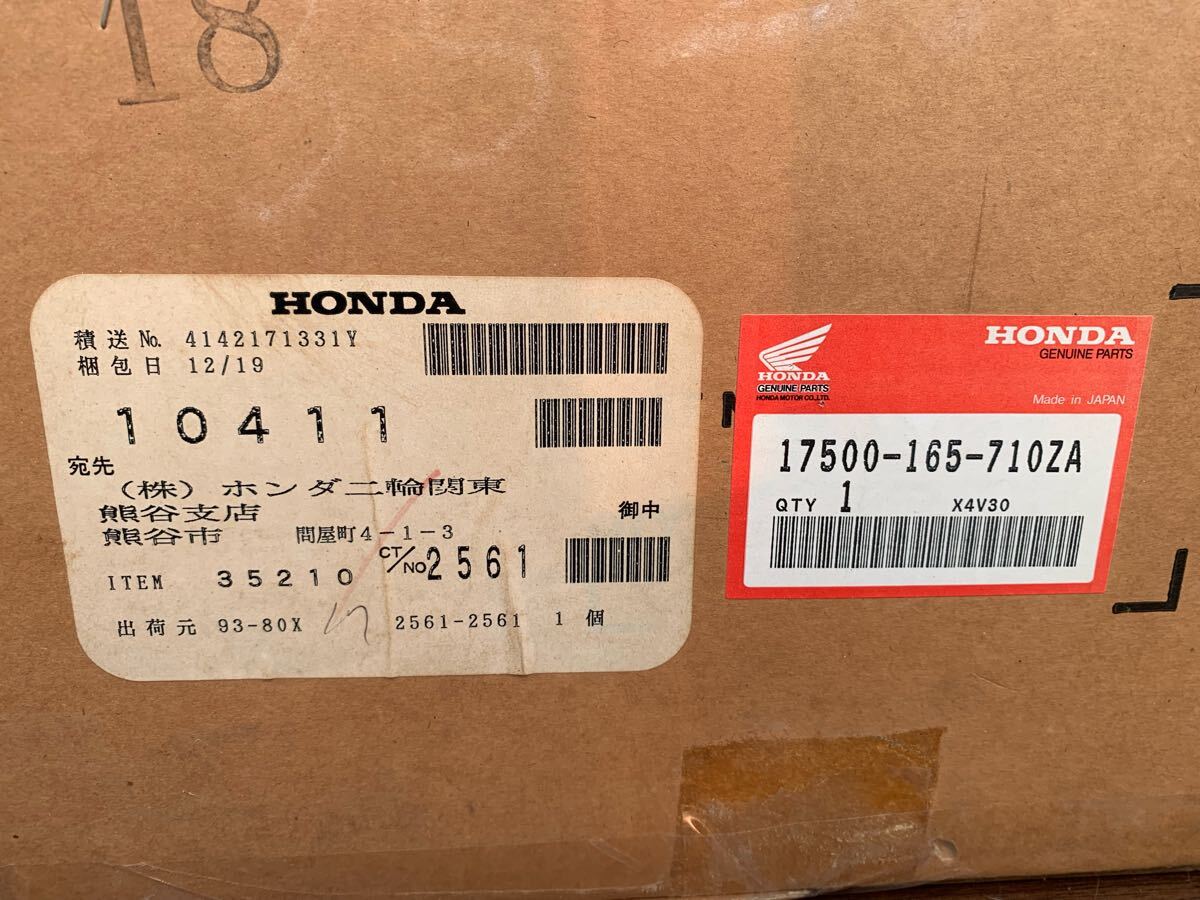 18
HONDA
積送 No. 4142171331Y
梱包日 12/19
10411
宛先
(株) ホンダ二輪関東
熊谷支店 御中
熊谷市 問屋町4-1-3
ITEM 35210 CT/NO 2561
出荷元 93-80X 2561-2561 1 個
HONDA
GENUINE PARTS
HONDA
GENUINE PARTS
HONDA MOTOR CO.,LTD.
Made in JAPAN
17500-165-710ZA
QTY 1 X4V30